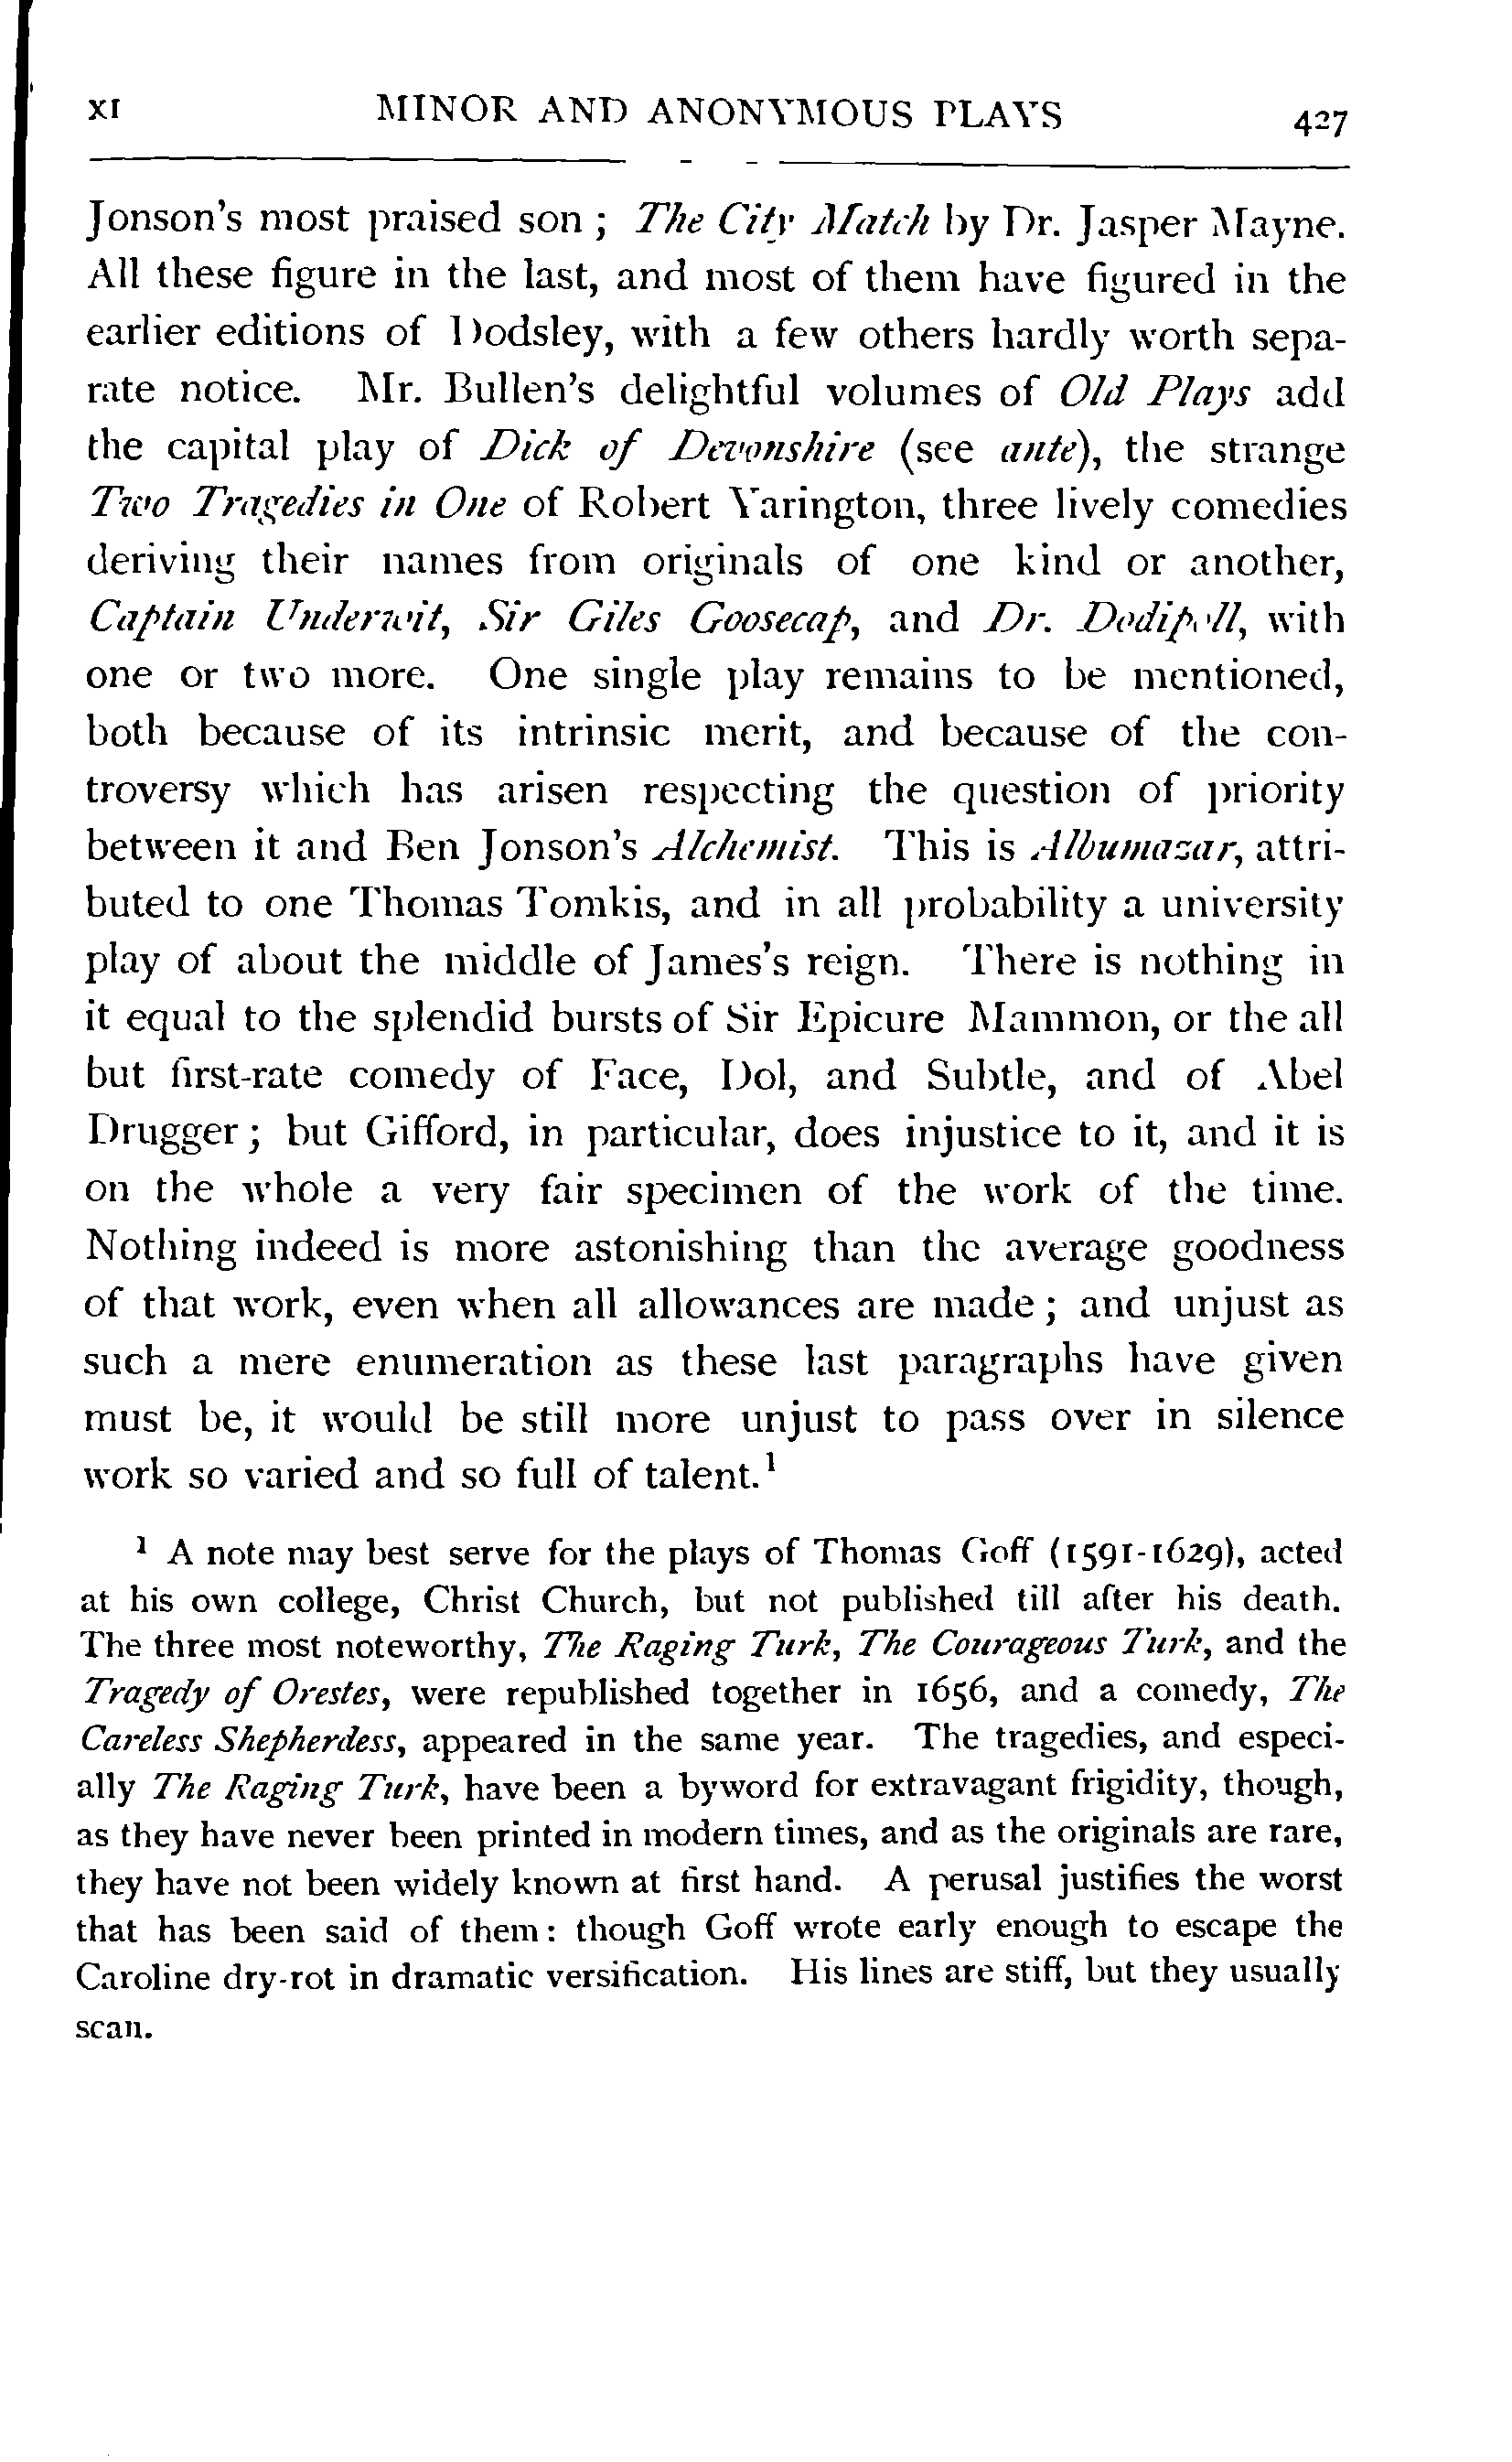 XI MINOR AND ANONYMOUS PLAYS 427
Jonson's most praised son ; The City Match by Dr. Jasper Mayne.
All these figure in the last, and most of them have figured in the
earlier editions of Dodsley, with a few others hardly worth sepa-
rate notice. Mr. Bullen's delightful volumes of Old Plays add
the capital play of Dick of Devonshire (see ante), the strange
Two Tragedies in One of Robert Yarington, three lively comedies
deriving their names from originals of one kind or another,
Captain Underwit, Sir Giles Goosecap, and Dr. Dodipoll, with
one or two more. One single play remains to be mentioned,
both because of its intrinsic merit, and because of the con-
troversy which has arisen respecting the question of priority
between it and Ben Jonson's Alchemist. This is Albumazar, attri-
buted to one Thomas Tomkis, and in all probability a university
play of about the middle of James's reign. There is nothing in
it equal to the splendid bursts of Sir Epicure Mammon, or the all
but first-rate comedy of Face, Dol, and Subtle, and of Abel
Drugger ; but Gifford, in particular, does injustice to it, and it is
on the whole a very fair specimen of the work of the time.
Nothing indeed is more astonishing than the average goodness
of that work, even when all allowances are made ; and unjust as
such a mere enumeration as these last paragraphs have given
must be, it would be still more unjust to pass over in silence
work so varied and so full of talent.¹
¹ A note may best serve for the plays of Thomas Goff (1591-1629), acted
at his own college, Christ Church, but not published till after his death.
The three most noteworthy, The Raging Turk, The Courageous Turk, and the
Tragedy of Orestes, were republished together in 1656, and a comedy, The
Careless Shepherdess, appeared in the same year. The tragedies, and especi-
ally The Raging Turk, have been a byword for extravagant frigidity, though,
as they have never been printed in modern times, and as the originals are rare,
they have not been widely known at first hand. A perusal justifies the worst
that has been said of them : though Goff wrote early enough to escape the
Caroline dry-rot in dramatic versification. His lines are stiff, but they usually
scan.